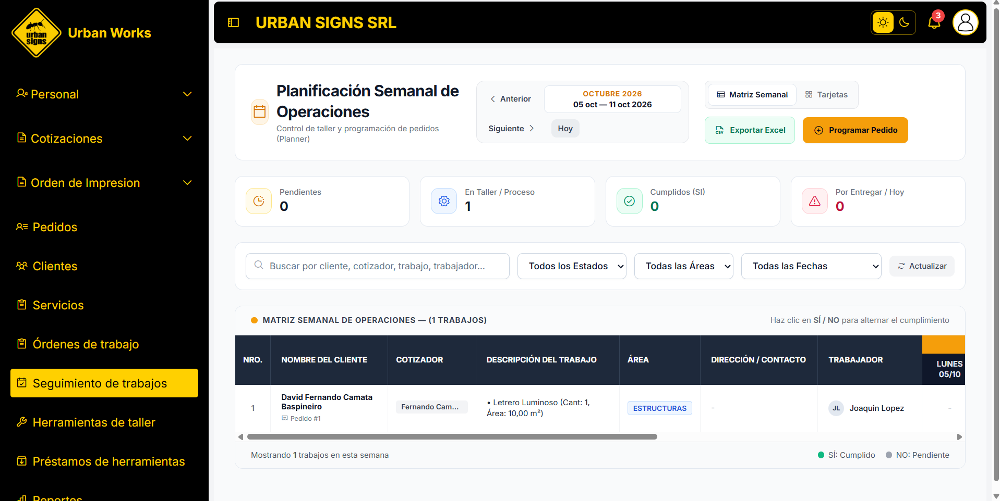 urban
signs
Urban Works
Personal
Cotizaciones
Orden de Impresion
Pedidos
Clientes
Servicios
Órdenes de trabajo
Seguimiento de trabajos
Herramientas de taller
Préstamos de herramientas
Reportes
URBAN SIGNS SRL
3
Planificación Semanal de
Operaciones
Control de taller y programación de pedidos
(Planner)
Anterior
OCTUBRE 2026
05 oct — 11 oct 2026
Siguiente
Hoy
Matriz Semanal
Tarjetas
CSV
Exportar Excel
Programar Pedido
Pendientes
0
En Taller / Proceso
1
Cumplidos (SI)
0
Por Entregar / Hoy
0
Buscar por cliente, cotizador, trabajo, trabajador...
Todos los Estados
Todas las Áreas
Todas las Fechas
Actualizar
MATRIZ SEMANAL DE OPERACIONES — (1 TRABAJOS)
Haz clic en SÍ / NO para alternar el cumplimiento
NRO.
NOMBRE DEL CLIENTE
COTIZADOR
DESCRIPCIÓN DEL TRABAJO
ÁREA
DIRECCIÓN / CONTACTO
TRABAJADOR
LUNES
05/10
1
David Fernando Camata
Baspineiro
Pedido #1
Fernando Cam...
• Letrero Luminoso (Cant: 1,
Área: 10,00 m²)
ESTRUCTURAS
-
JL
Joaquin Lopez
-
Mostrando 1 trabajos en esta semana
SÍ: Cumplido
NO: Pendiente